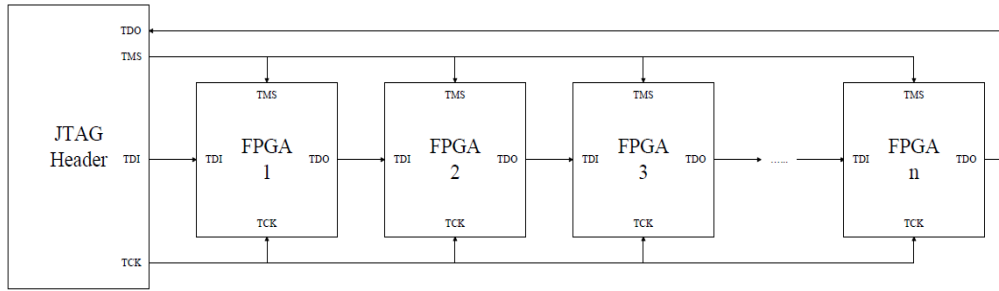 TDO
TMS
TMS
TMS
TMS
TMS
JTAG
Header
TDI
TDI
FPGA
1
TDO
TDI
FPGA
2
TDO
TDI
FPGA
3
TDO
......
TDI
FPGA
n
TDO
TCK
TCK
TCK
TCK
TCK